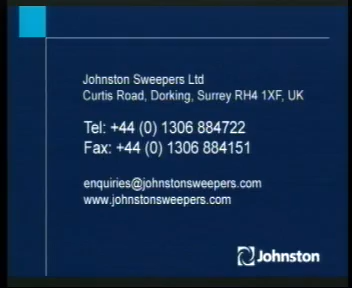 Johnston Sweepers Ltd
Curtis Road, Dorking, Surrey RH4 1XF, UK
Tel: +44 (0) 1306 884722
Fax: +44 (0) 1306 884151
enquiries@johnstonsweepers.com
www.johnstonsweepers.com
Johnston